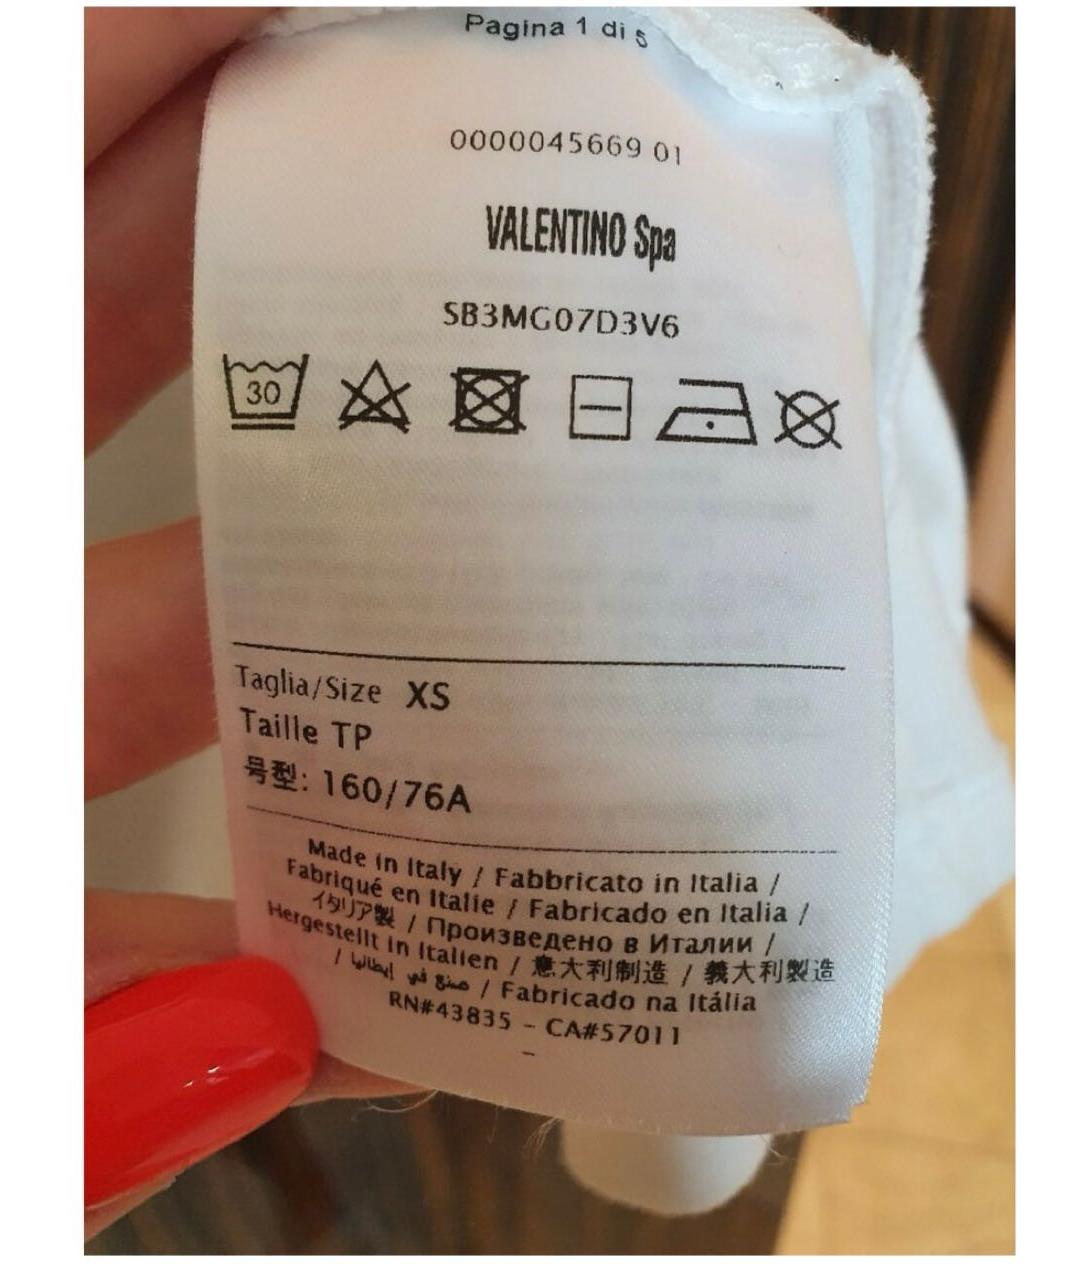 Pagina 1 di 5
0000045669 01
VALENTINO Spa
SB3MG07D3V6
30
Taglia/Size XS
Taille TP
号型: 160/76A
Made in Italy / Fabbricato in Italia /
Fabriqué en Italie / Fabricado en Italia /
イタリア製 / Произведено в Италии /
Hergestellt in Italien / 意大利制造 / 義大利製造
/ صنع في إيطاليا / Fabricado na Itália
RN#43835 - CA#57011
-